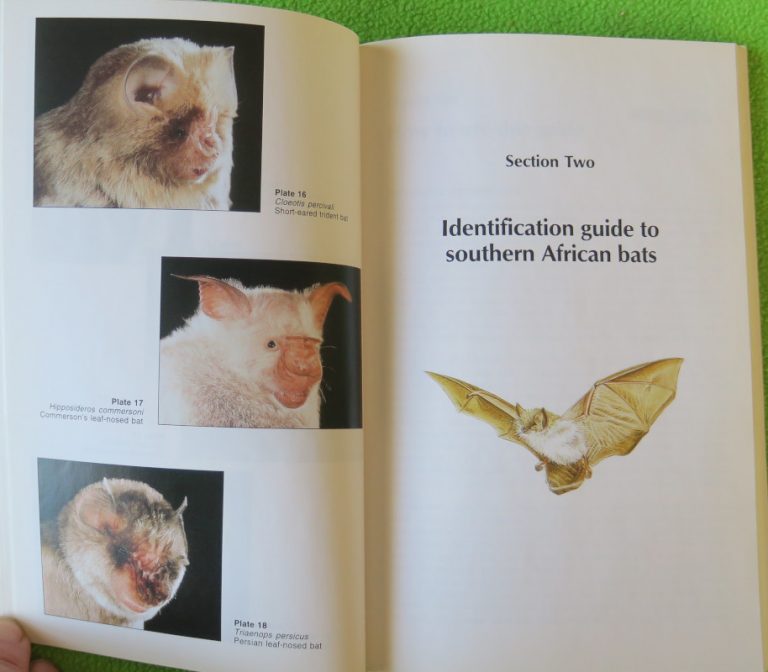 Plate 16
Cloeotis percivali
Short-eared trident bat
Plate 17
Hipposideros commersoni
Commerson's leaf-nosed bat
Plate 18
Triaenops persicus
Persian leaf-nosed bat
Section Two
Identification guide to
southern African bats